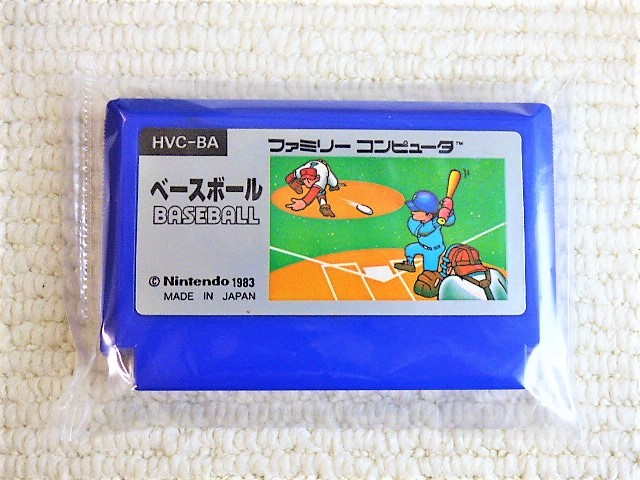 HVC-BA
ファミリー コンピュータ™
ベースボール
BASEBALL
© Nintendo 1983
MADE IN JAPAN